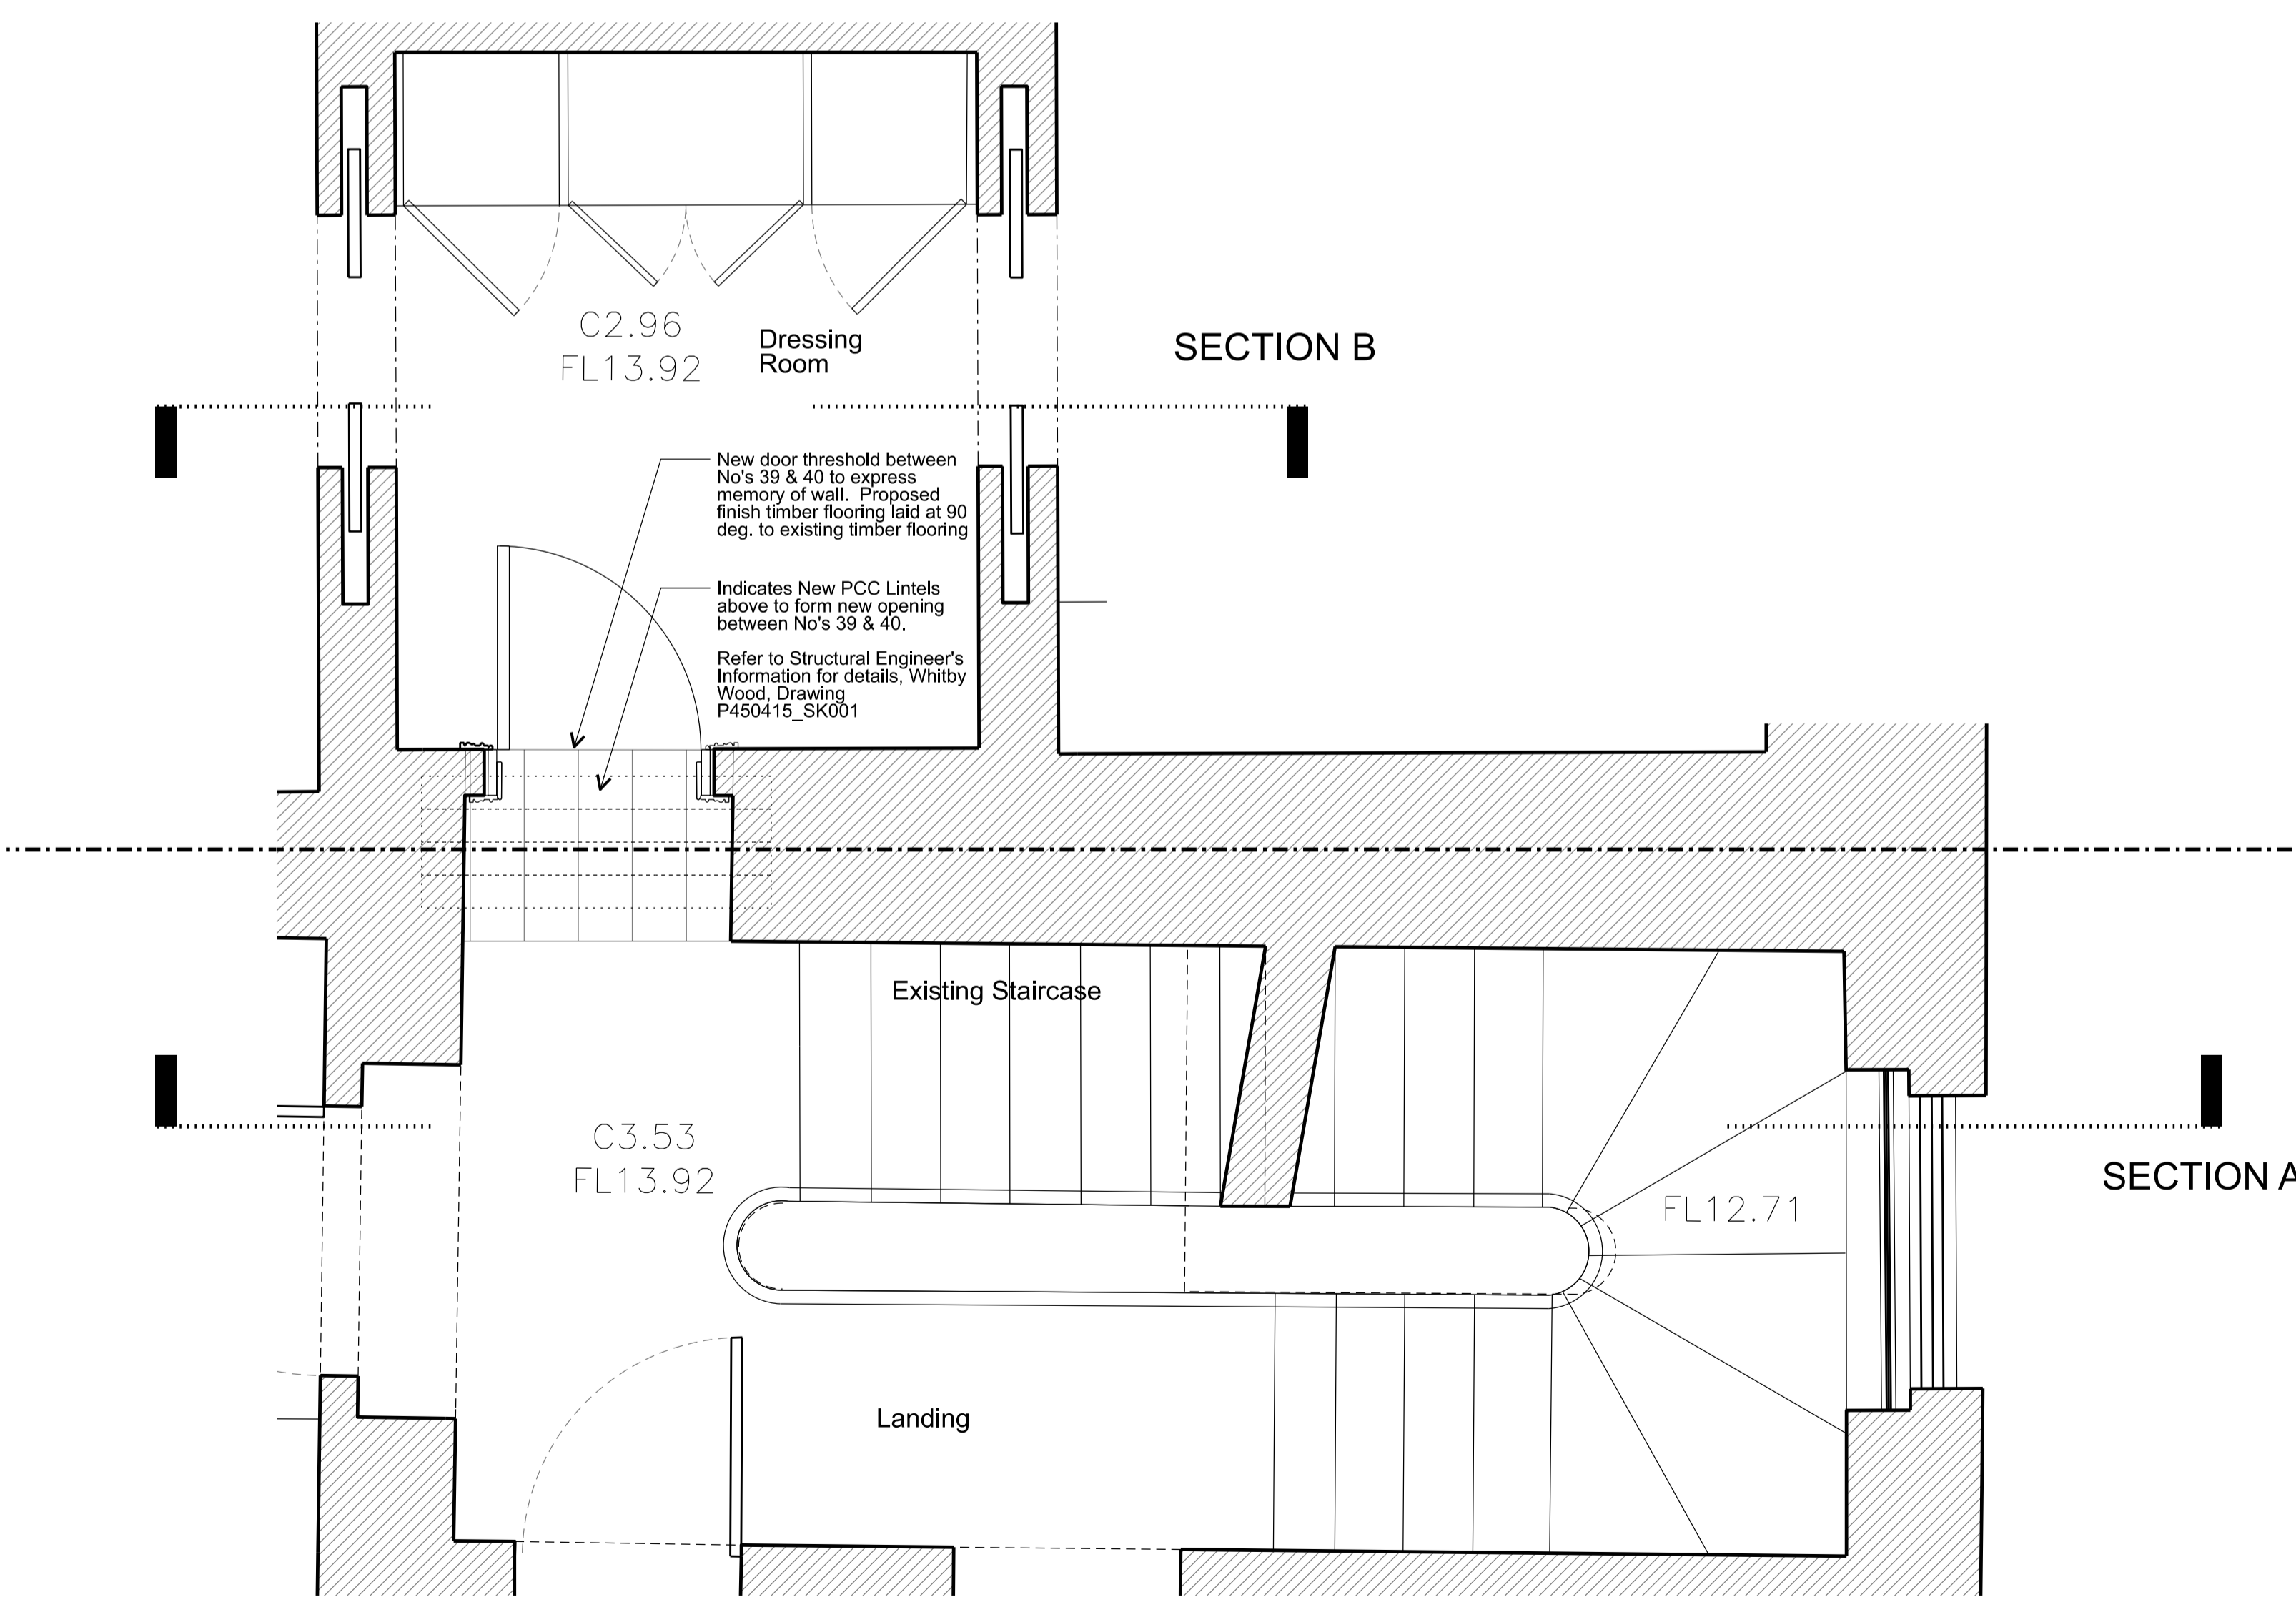 C2.96
FL13.92
Dressing
Room
SECTION B
New door threshold between
No's 39 & 40 to express
memory of wall. Proposed
finish timber flooring laid at 90
deg. to existing timber flooring
Indicates New PCC Lintels
above to form new opening
between No's 39 & 40.
Refer to Structural Engineer's
Information for details, Whitby
Wood, Drawing
P450415_SK001
Existing Staircase
C3.53
FL13.92
SECTION A
FL12.71
Landing